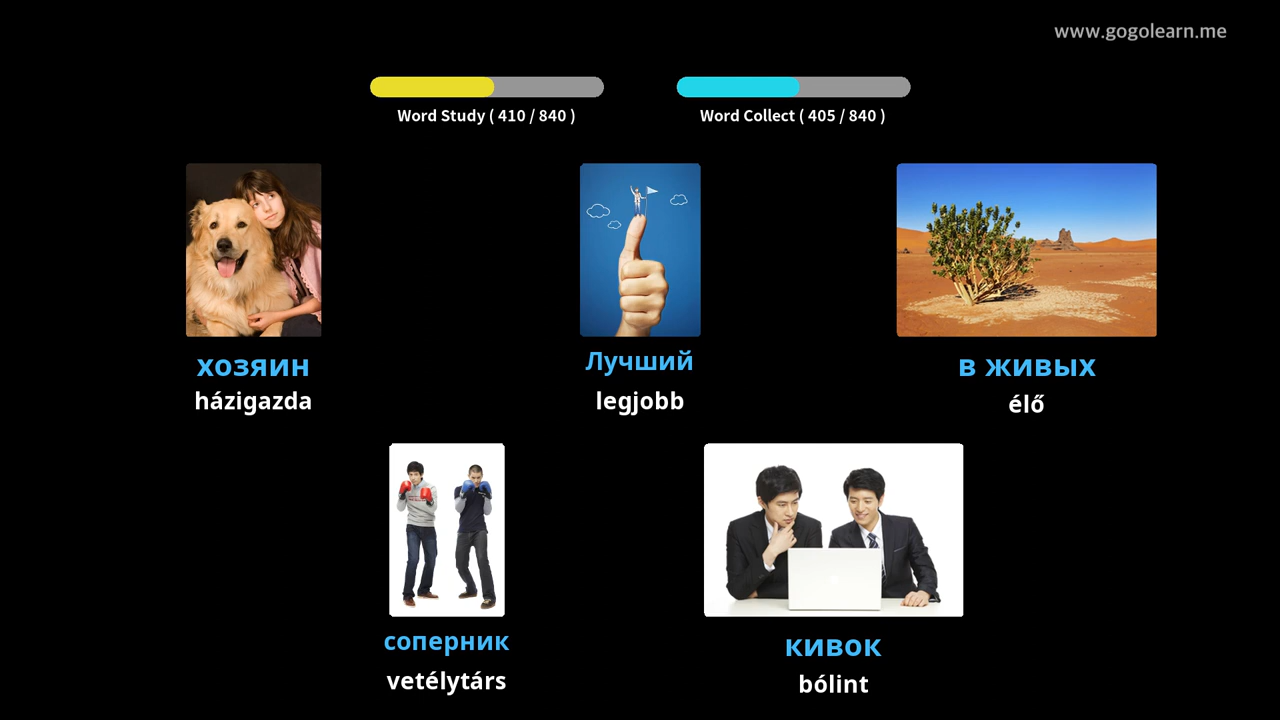 www.gogolearn.me
Word Study ( 410 / 840 )
Word Collect ( 405 / 840 )
хозяин
házigazda
Лучший
legjobb
в живых
élő
соперник
vetélytárs
кивок
bólint